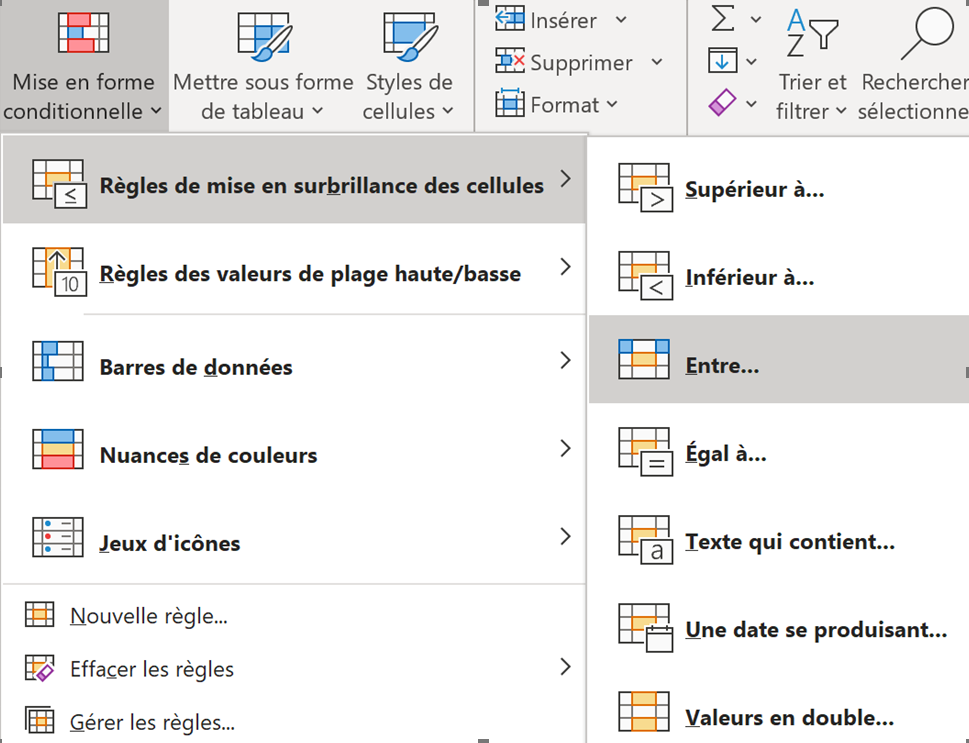 Mise en forme
conditionnelle
Mettre sous forme
de tableau
Styles de
cellules
Insérer
Supprimer
Format
Σ
A
Z
Trier et
filtrer
Rechercher
sélectionne
Règles de mise en surbrillance des cellules
≤
Règles des valeurs de plage haute/basse
10
Barres de données
Nuances de couleurs
Jeux d'icônes
Nouvelle règle...
Effacer les règles
Gérer les règles...
>
Supérieur à...
<
Inférieur à...
Entre...
=
Égal à...
a
Texte qui contient...
Une date se produisant...
Valeurs en double...